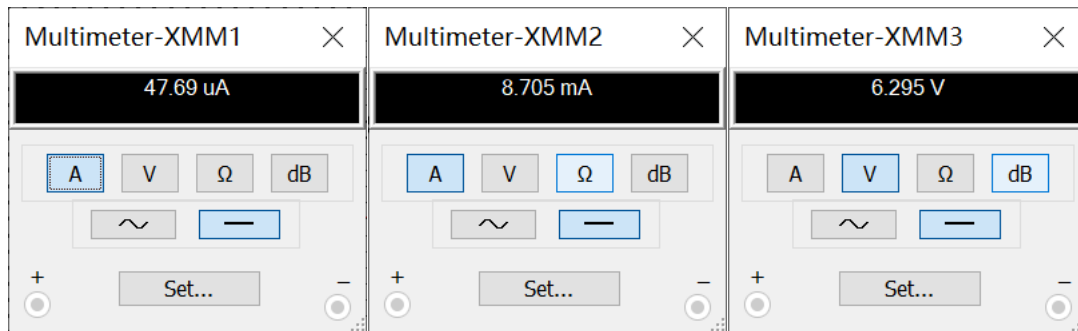 Multimeter-XMM1
47.69 uA
A V Ω dB
+ Set... −
Multimeter-XMM2
8.705 mA
A V Ω dB
+ Set... −
Multimeter-XMM3
6.295 V
A V Ω dB
+ Set... −